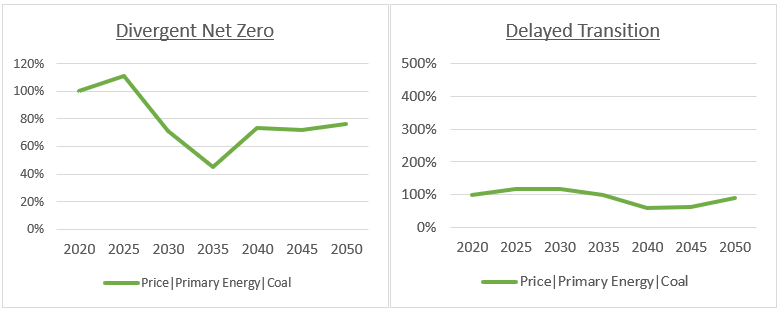 Divergent Net Zero
120%
100%
80%
60%
40%
20%
0%
2020 2025 2030 2035 2040 2045 2050
Price|Primary Energy|Coal
Delayed Transition
500%
400%
300%
200%
100%
0%
2020 2025 2030 2035 2040 2045 2050
Price|Primary Energy|Coal